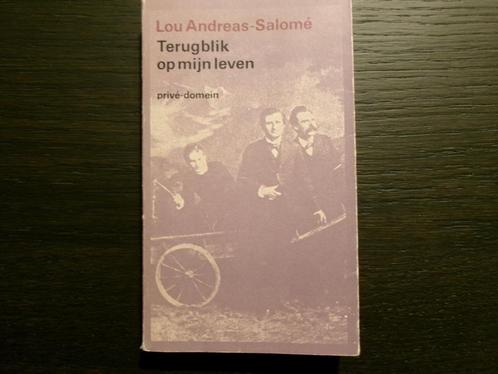 Lou Andreas-Salomé
Terugblik
op mijn leven
privé-domein